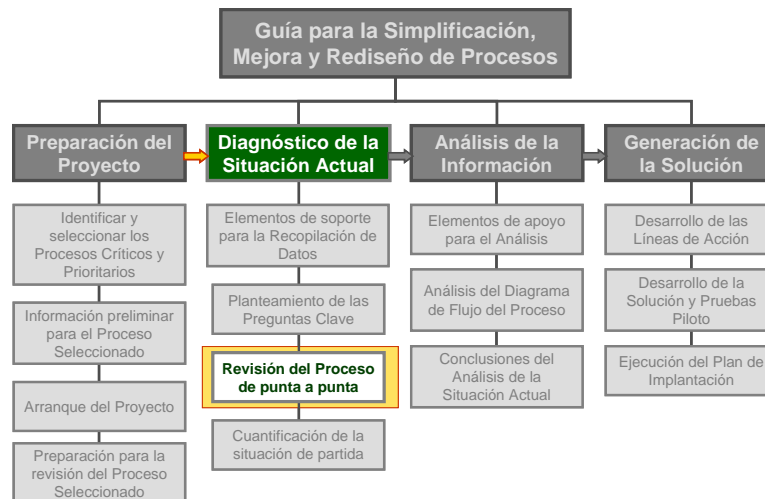 Guía para la Simplificación,
Mejora y Rediseño de Procesos
Preparación del
Proyecto
Identificar y
seleccionar los
Procesos Críticos y
Prioritarios
Información preliminar
para el Proceso
Seleccionado
Arranque del Proyecto
Preparación para la
revisión del Proceso
Seleccionado
Diagnóstico de la
Situación Actual
Elementos de soporte
para la Recopilación de
Datos
Planteamiento de las
Preguntas Clave
Revisión del Proceso
de punta a punta
Cuantificación de la
situación de partida
Análisis de la
Información
Elementos de apoyo
para el Análisis
Análisis del Diagrama
de Flujo del Proceso
Conclusiones del
Análisis de la
Situación Actual
Generación de
la Solución
Desarrollo de las
Líneas de Acción
Desarrollo de la
Solución y Pruebas
Piloto
Ejecución del Plan de
Implantación